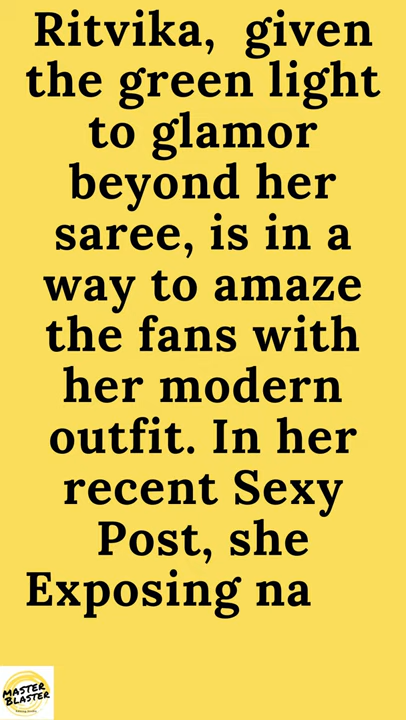 Ritvika, given
the green light
to glamor
beyond her
saree, is in a
way to amaze
the fans with
her modern
outfit. In her
recent Sexy
Post, she
Exposing na
MASTER
BLASTER